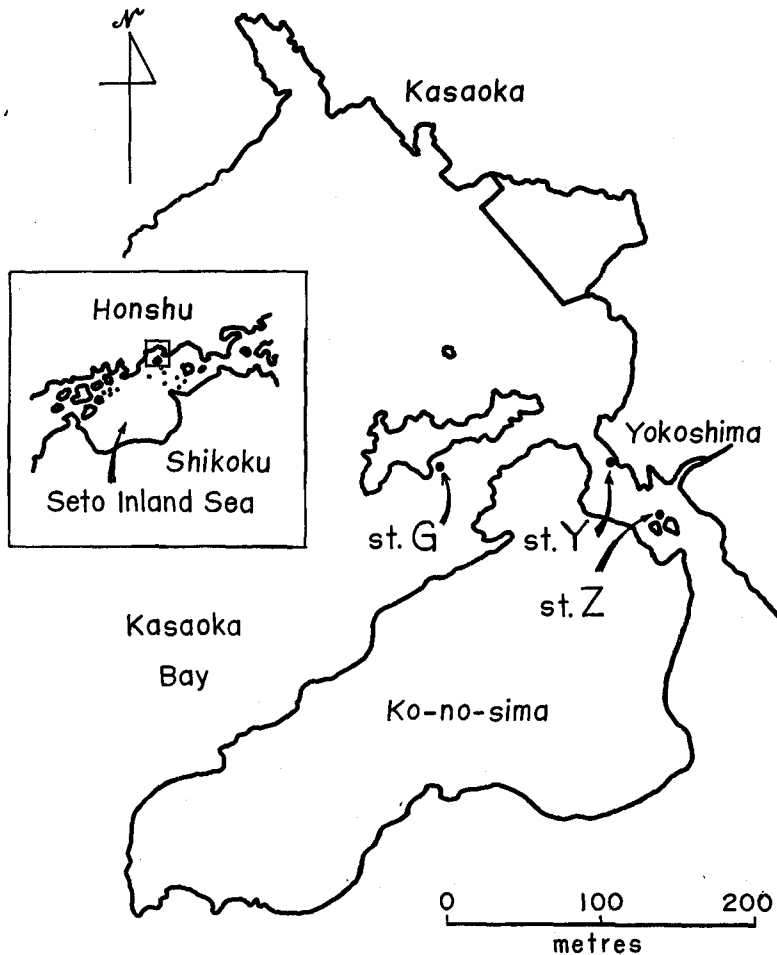 N
Kasaoka
Honshu
Shikoku
Seto Inland Sea
Yokoshima
st. G
st. Y
st. Z
Kasaoka
Bay
Ko-no-sima
0 100 200
metres